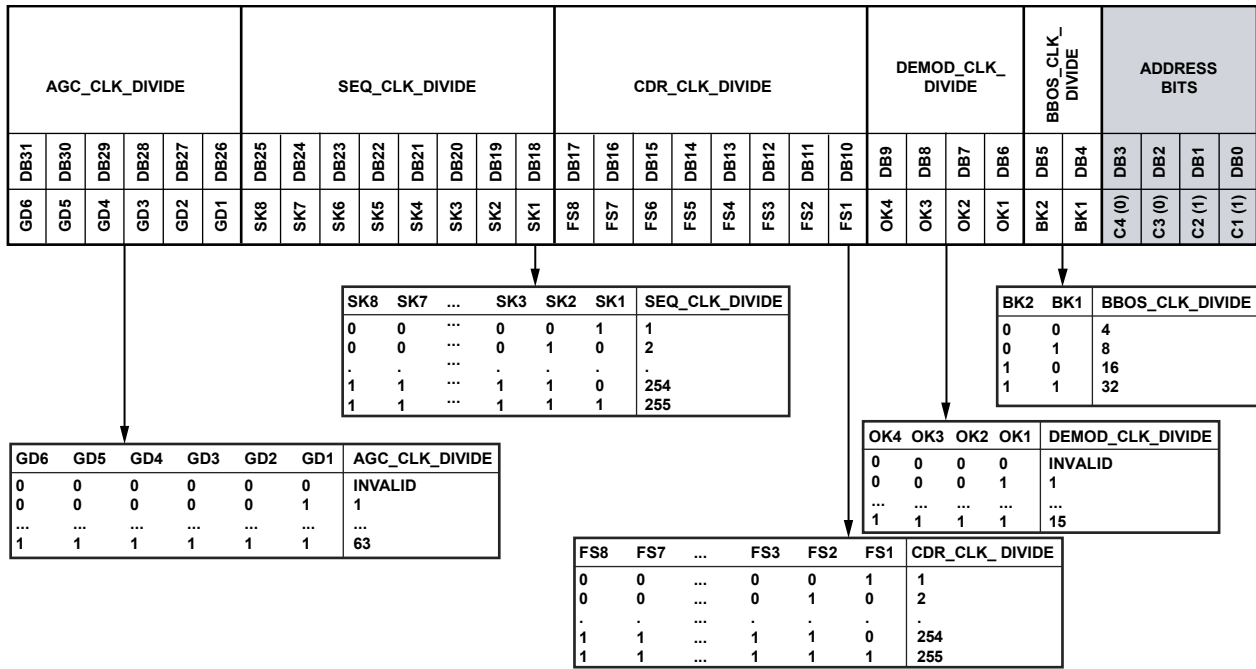 AGC_CLK_DIVIDE SEQ_CLK_DIVIDE CDR_CLK_DIVIDE DEMOD_CLK_ DIVIDE BBOS_CLK_ DIVIDE ADDRESS BITS
DB31 DB30 DB29 DB28 DB27 DB26 DB25 DB24 DB23 DB22 DB21 DB20 DB19 DB18 DB17 DB16 DB15 DB14 DB13 DB12 DB11 DB10 DB9 DB8 DB7 DB6 DB5 DB4 DB3 DB2 DB1 DB0
GD6 GD5 GD4 GD3 GD2 GD1 SK8 SK7 SK6 SK5 SK4 SK3 SK2 SK1 FS8 FS7 FS6 FS5 FS4 FS3 FS2 FS1 OK4 OK3 OK2 OK1 BK2 BK1 C4 (0) C3 (0) C2 (1) C1 (1)
SK8 SK7 ... SK3 SK2 SK1 SEQ_CLK_DIVIDE
0 0 ... 0 0 1 1
0 0 ... 0 1 0 2
. . ... . . . .
1 1 ... 1 1 0 254
1 1 ... 1 1 1 255
BK2 BK1 BBOS_CLK_DIVIDE
0 0 4
0 1 8
1 0 16
1 1 32
GD6 GD5 GD4 GD3 GD2 GD1 AGC_CLK_DIVIDE
0 0 0 0 0 0 INVALID
0 0 0 0 0 1 1
... ... ... ... ... ... ...
1 1 1 1 1 1 63
OK4 OK3 OK2 OK1 DEMOD_CLK_DIVIDE
0 0 0 0 INVALID
0 0 0 1 1
... ... ... ... ...
1 1 1 1 15
FS8 FS7 ... FS3 FS2 FS1 CDR_CLK_ DIVIDE
0 0 ... 0 0 1 1
0 0 ... 0 1 0 2
. . ... . . . .
1 1 ... 1 1 0 254
1 1 ... 1 1 1 255